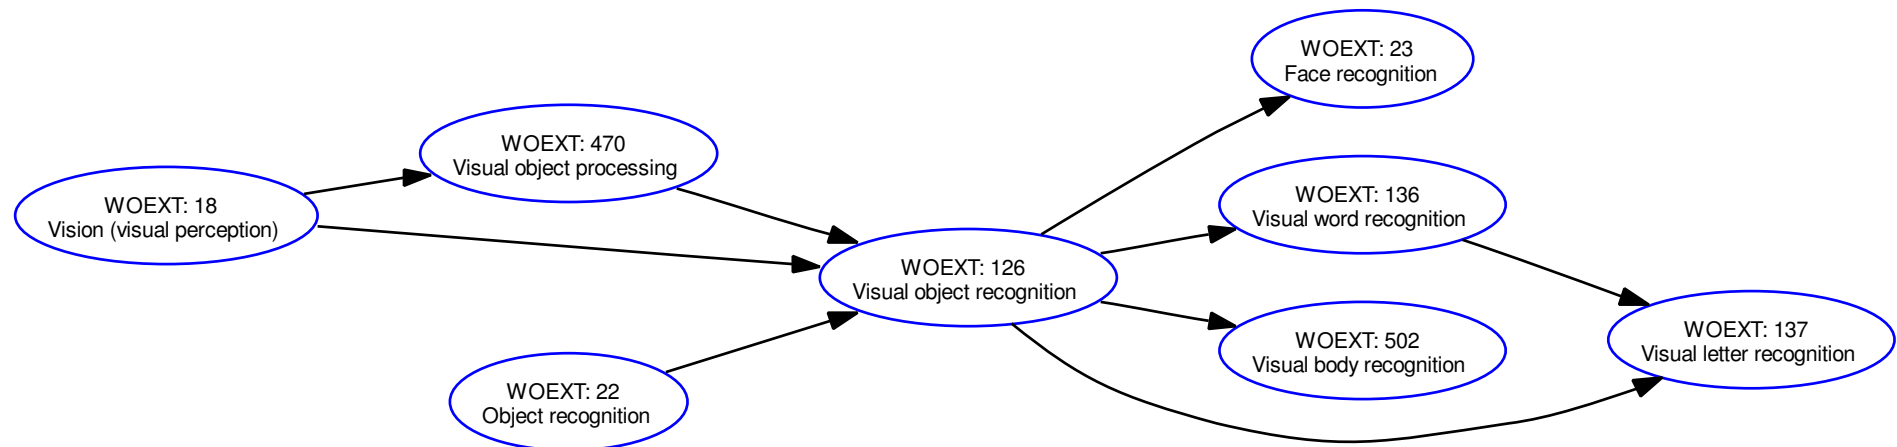 WOEXT: 18
Vision (visual perception)
WOEXT: 470
Visual object processing
WOEXT: 22
Object recognition
WOEXT: 126
Visual object recognition
WOEXT: 23
Face recognition
WOEXT: 136
Visual word recognition
WOEXT: 502
Visual body recognition
WOEXT: 137
Visual letter recognition